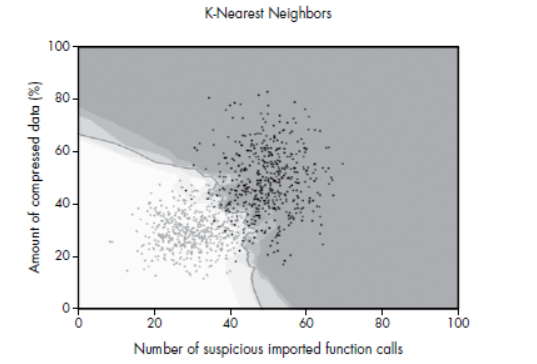 K-Nearest Neighbors
100
80
60
40
20
0
Amount of compressed data (%)
0 20 40 60 80 100
Number of suspicious imported function calls